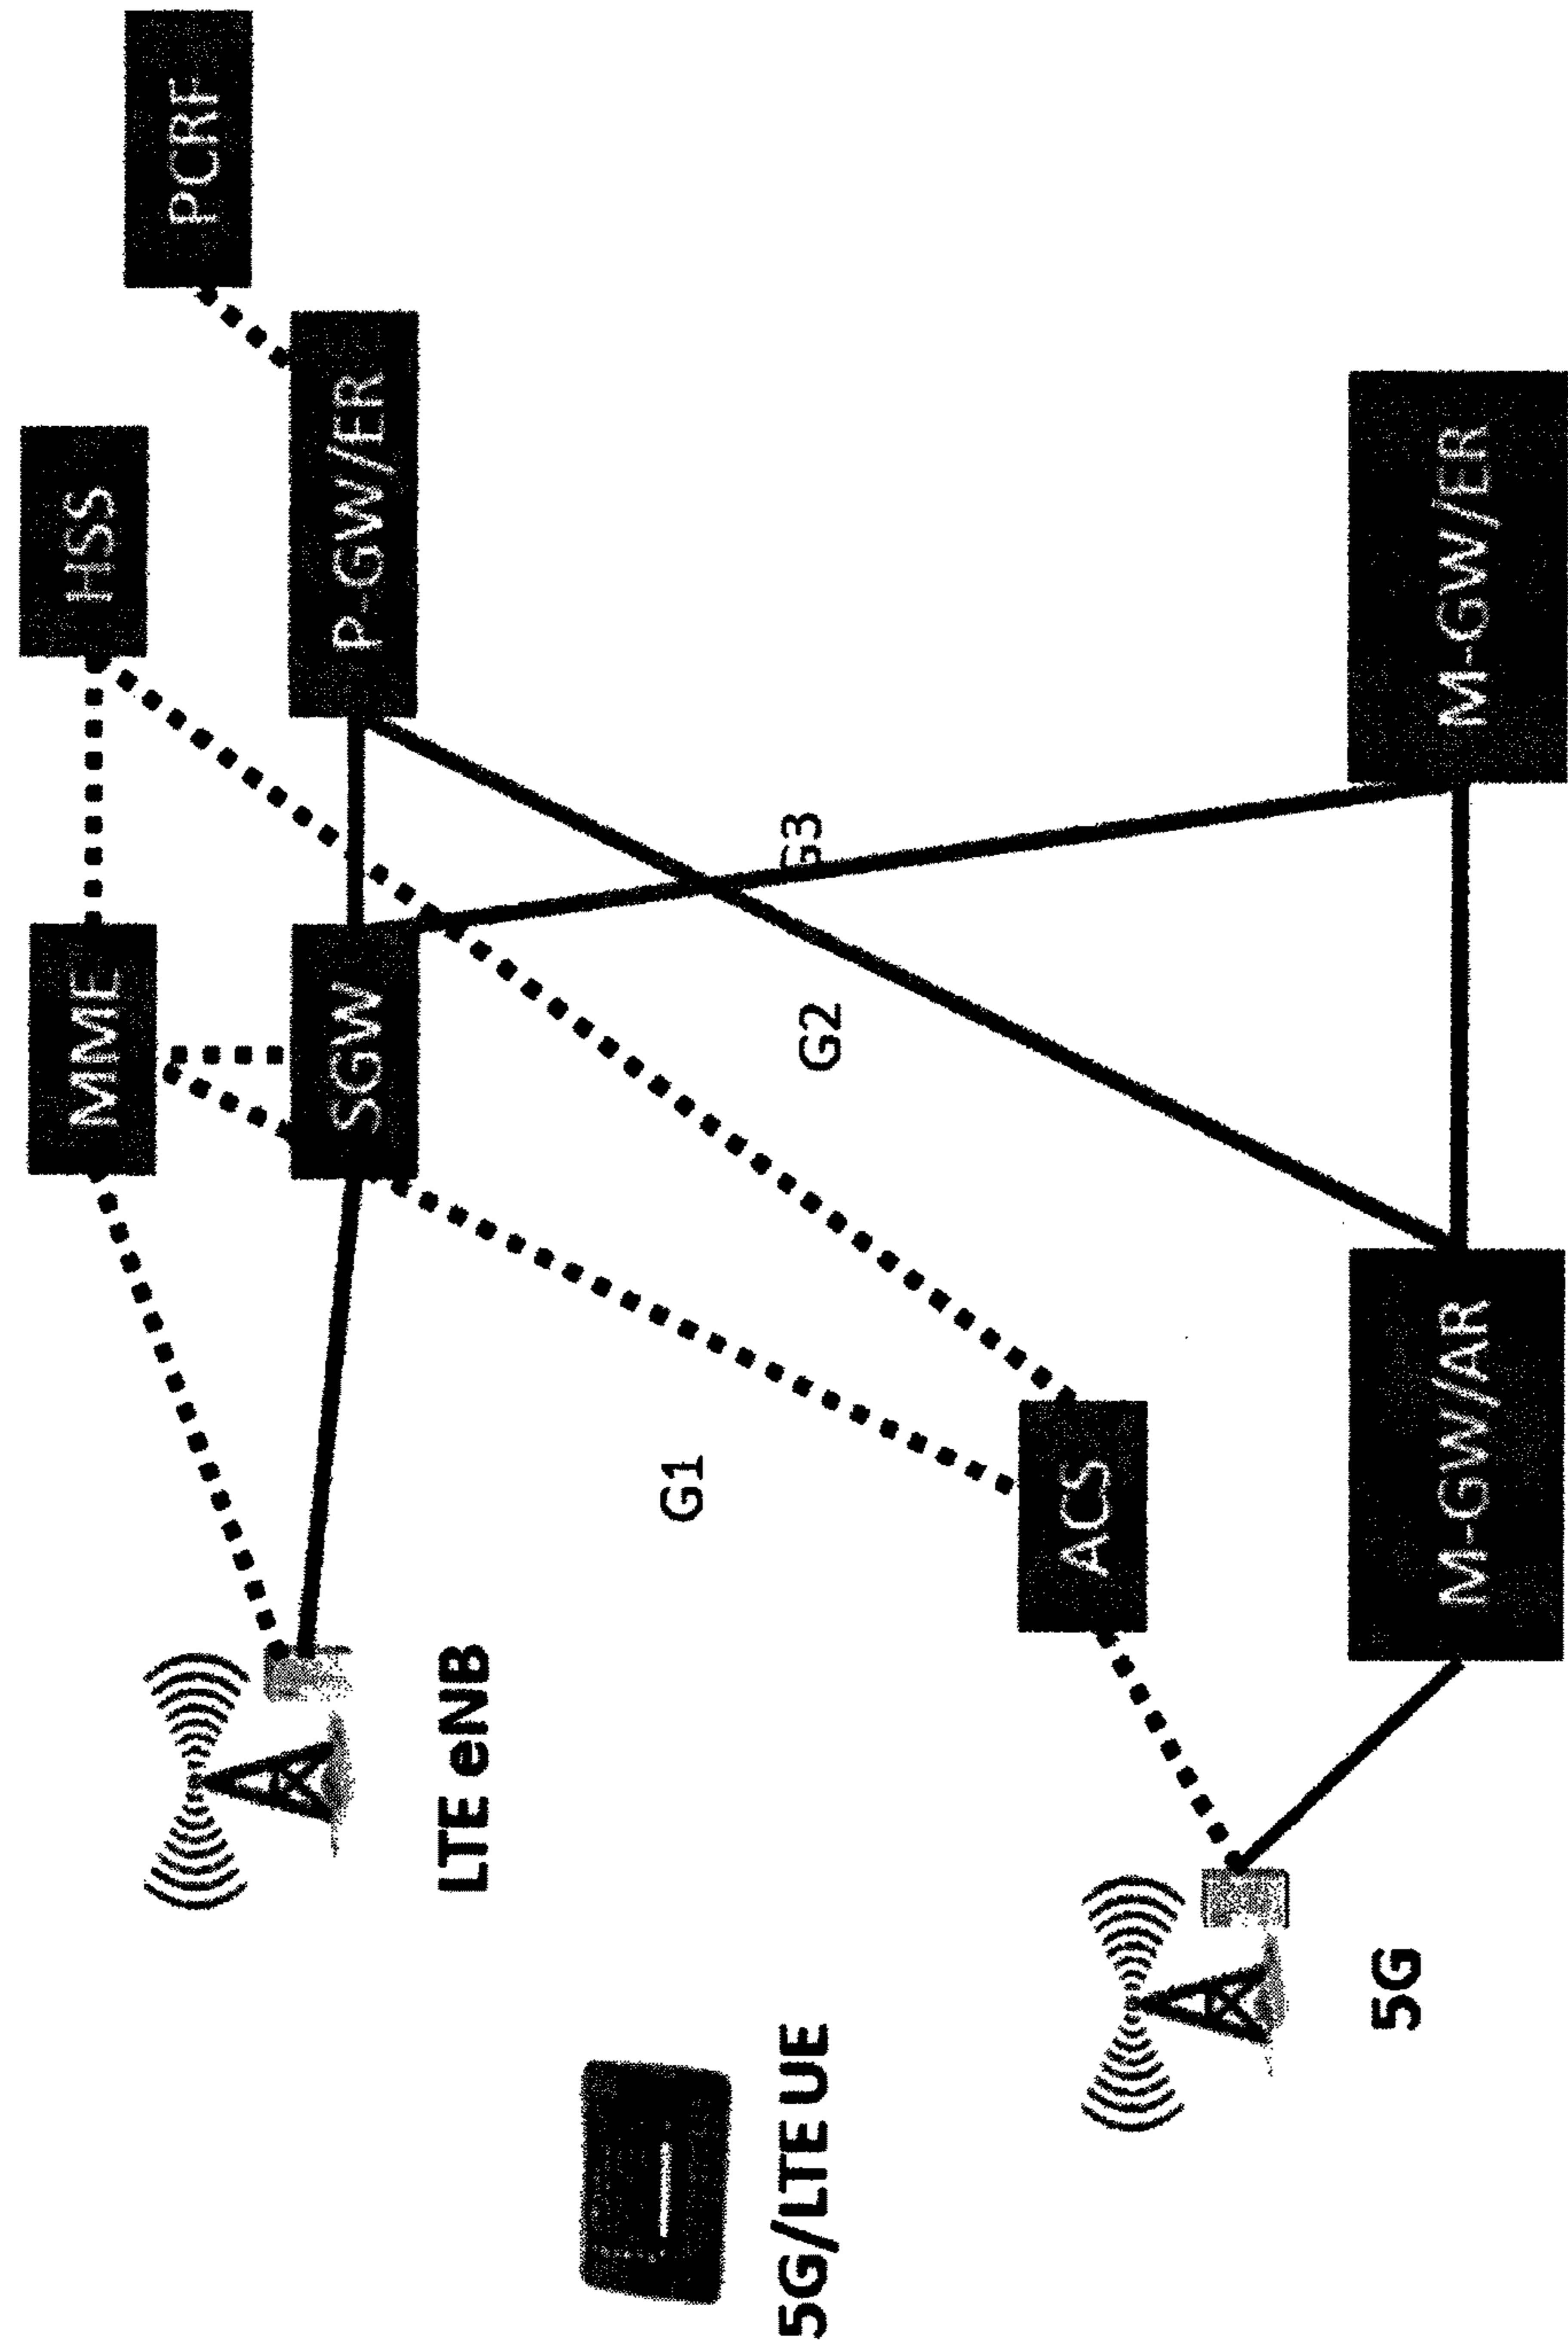 HSS
PCRF
MME
P-GW/ER
SGW
LTE eNB
G1
G2
G3
5G/LTE UE
ACS
M-GW/AR
M-GW/ER
5G